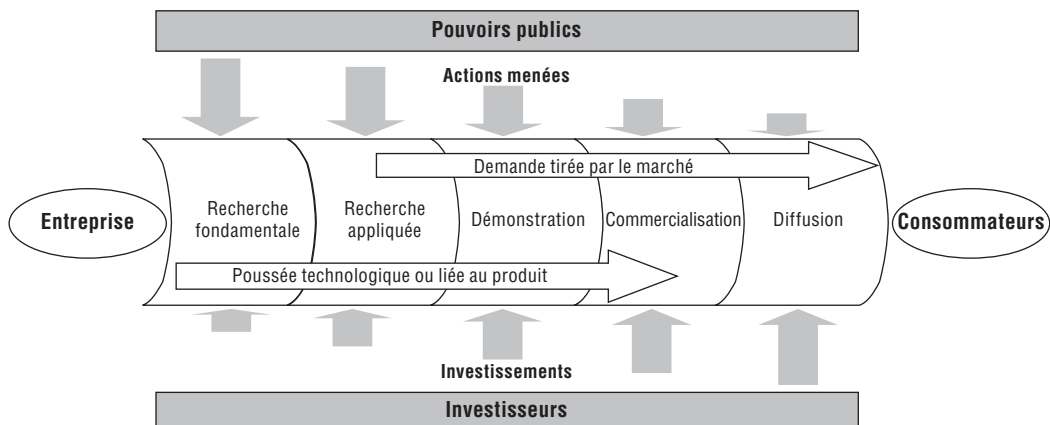 Pouvoirs publics
Actions menées
Demande tirée par le marché
Entreprise
Recherche
fondamentale
Recherche
appliquée
Démonstration
Commercialisation
Diffusion
Consommateurs
Poussée technologique ou liée au produit
Investissements
Investisseurs